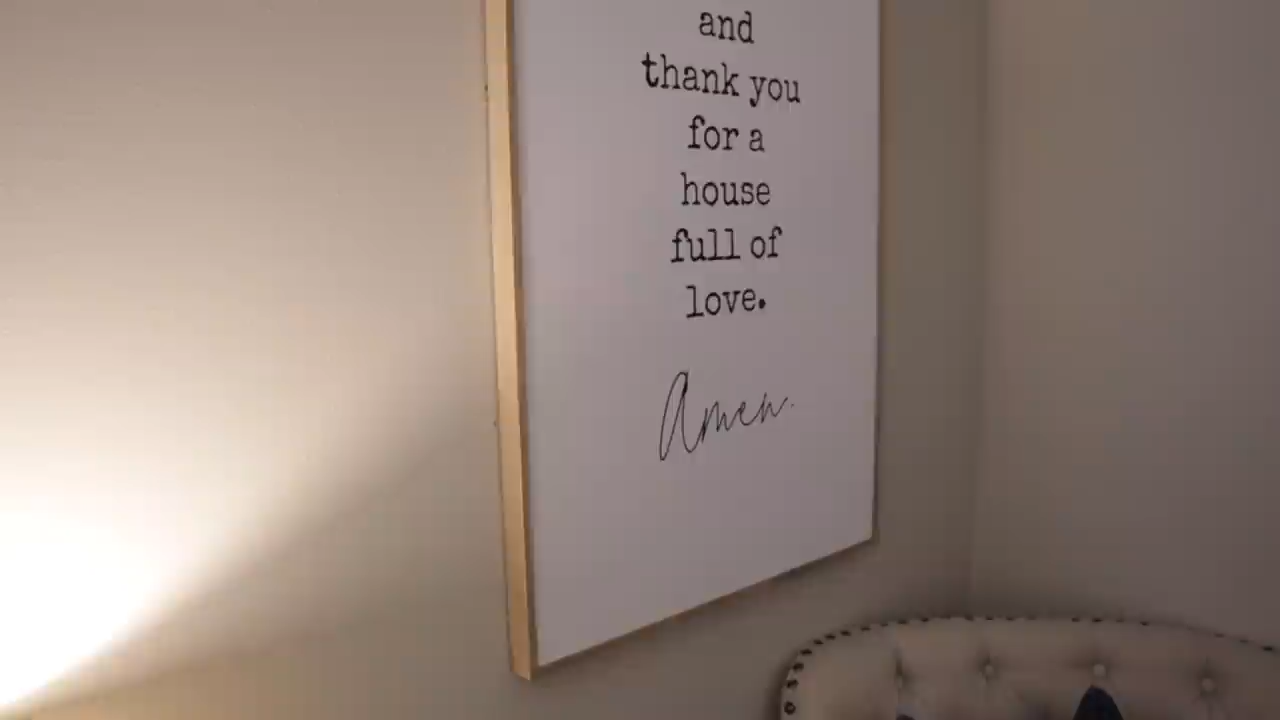 and
thank you
for a
house
full of
love.
Amen.